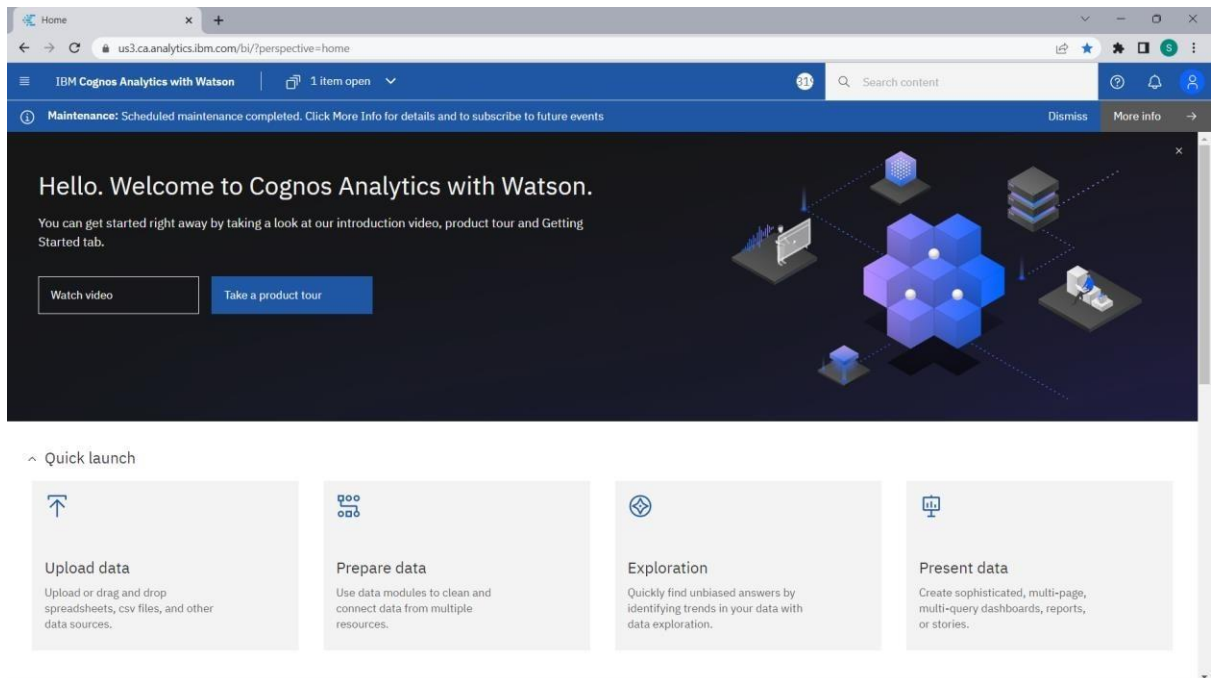 Home
us3.ca.analytics.ibm.com/bi/?perspective=home
S
IBM Cognos Analytics with Watson
1 item open
319
Search content
Maintenance: Scheduled maintenance completed. Click More Info for details and to subscribe to future events
Dismiss
More info
Hello. Welcome to Cognos Analytics with Watson.
You can get started right away by taking a look at our introduction video, product tour and Getting
Started tab.
Watch video
Take a product tour
Quick launch
Upload data
Upload or drag and drop
spreadsheets, csv files, and other
data sources.
Prepare data
Use data modules to clean and
connect data from multiple
resources.
Exploration
Quickly find unbiased answers by
identifying trends in your data with
data exploration.
Present data
Create sophisticated, multi-page,
multi-query dashboards, reports,
or stories.